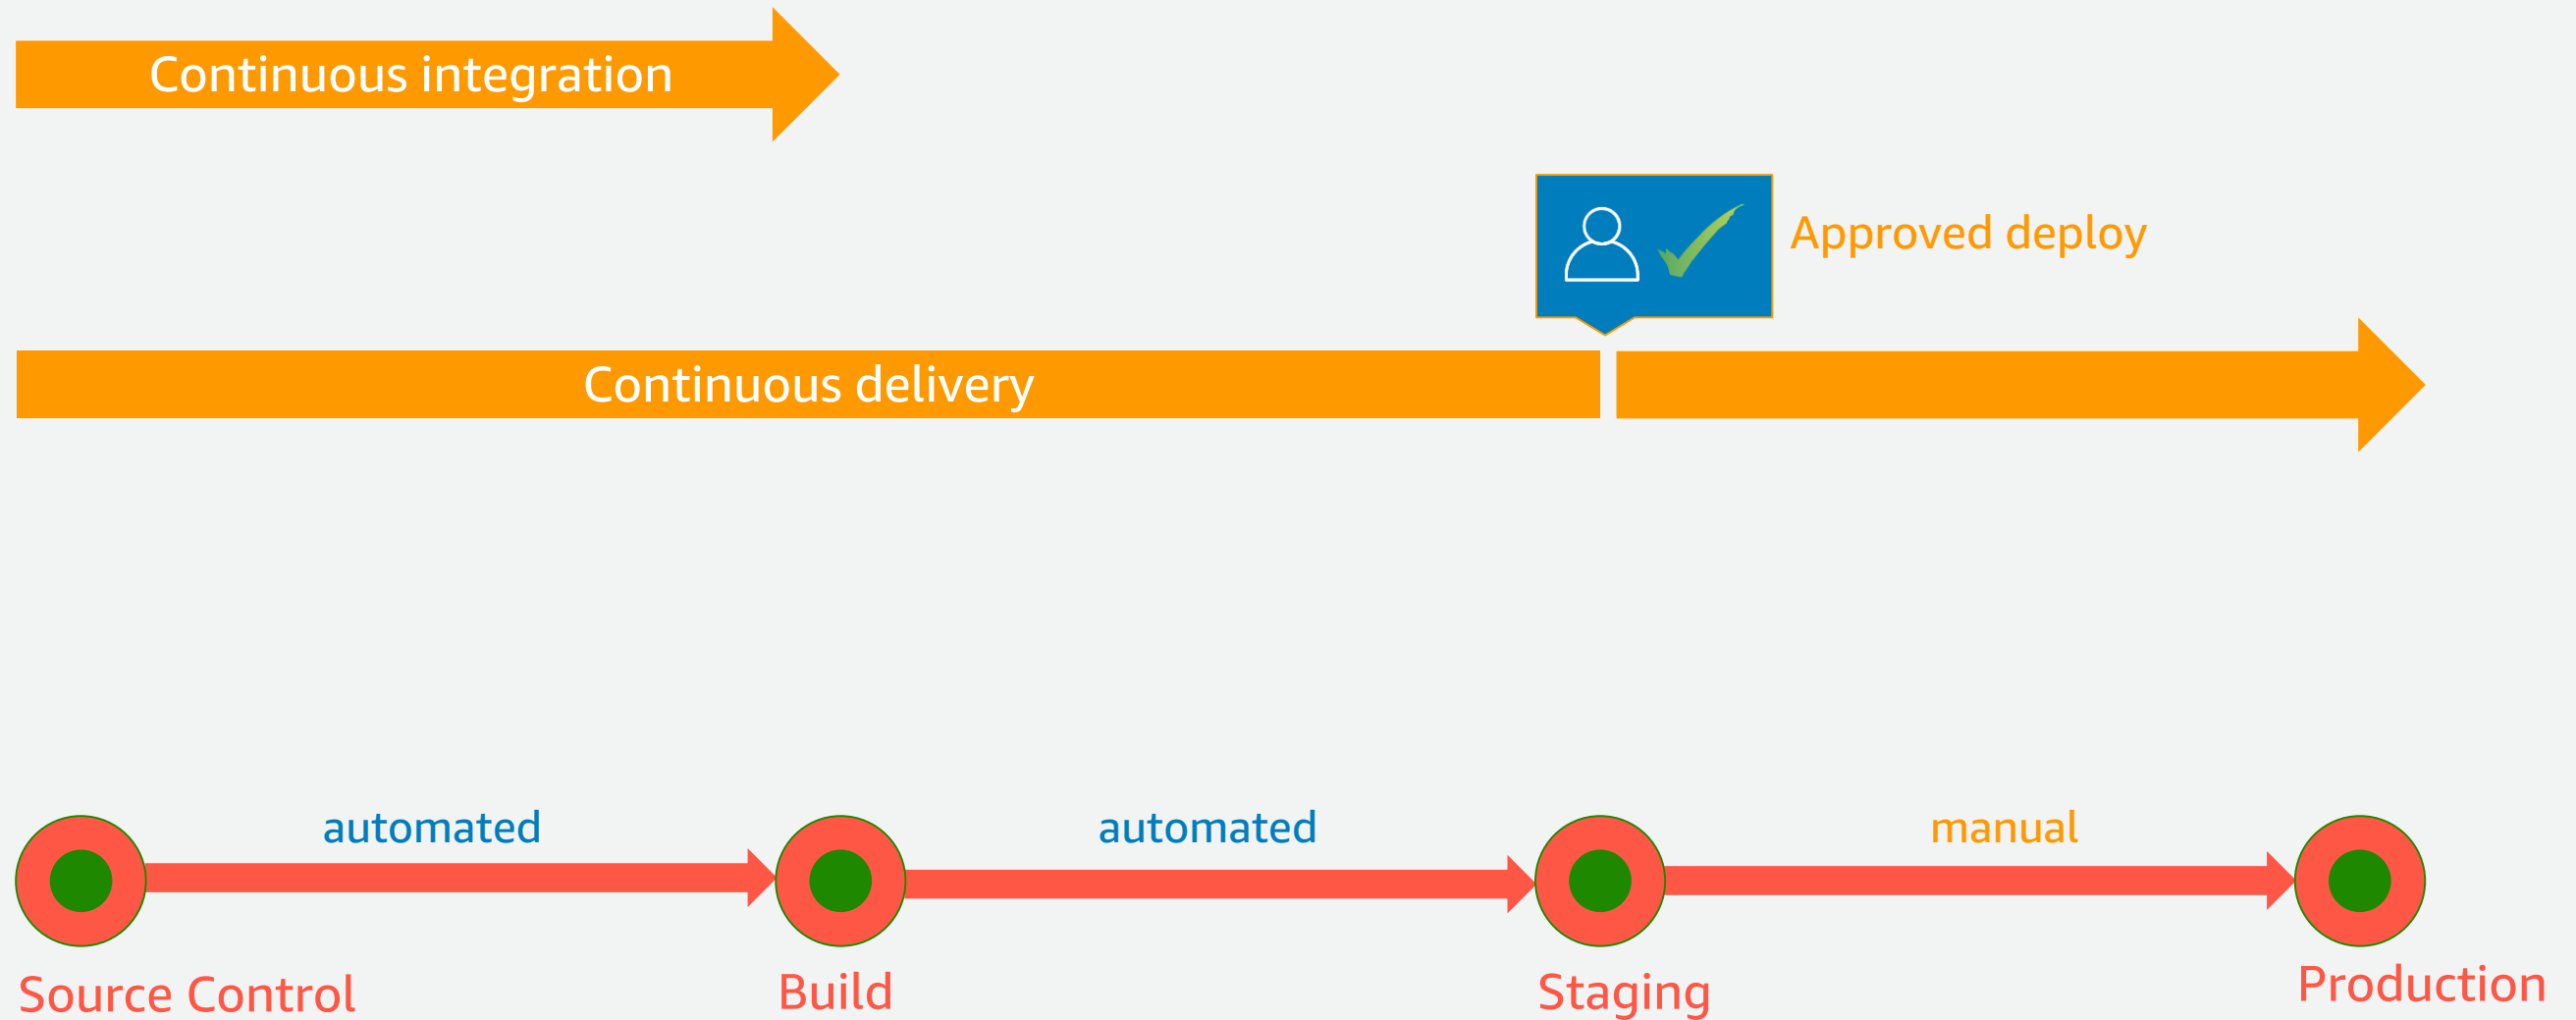 Continuous integration
Approved deploy
Continuous delivery
automated
automated
manual
Source Control
Build
Staging
Production